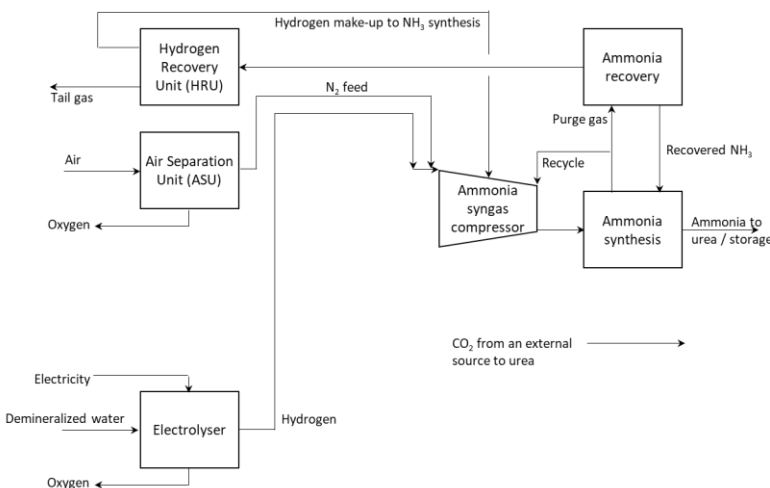 Hydrogen make-up to NH₃ synthesis
Hydrogen
Recovery
Unit (HRU)
Ammonia
recovery
Tail gas
N₂ feed
Purge gas
Air
Air Separation
Unit (ASU)
Recycle
Recovered NH₃
Ammonia
syngas
compressor
Ammonia
synthesis
Ammonia to
urea / storage
Oxygen
CO₂ from an external
source to urea
Electricity
Demineralized water
Electrolyser
Hydrogen
Oxygen